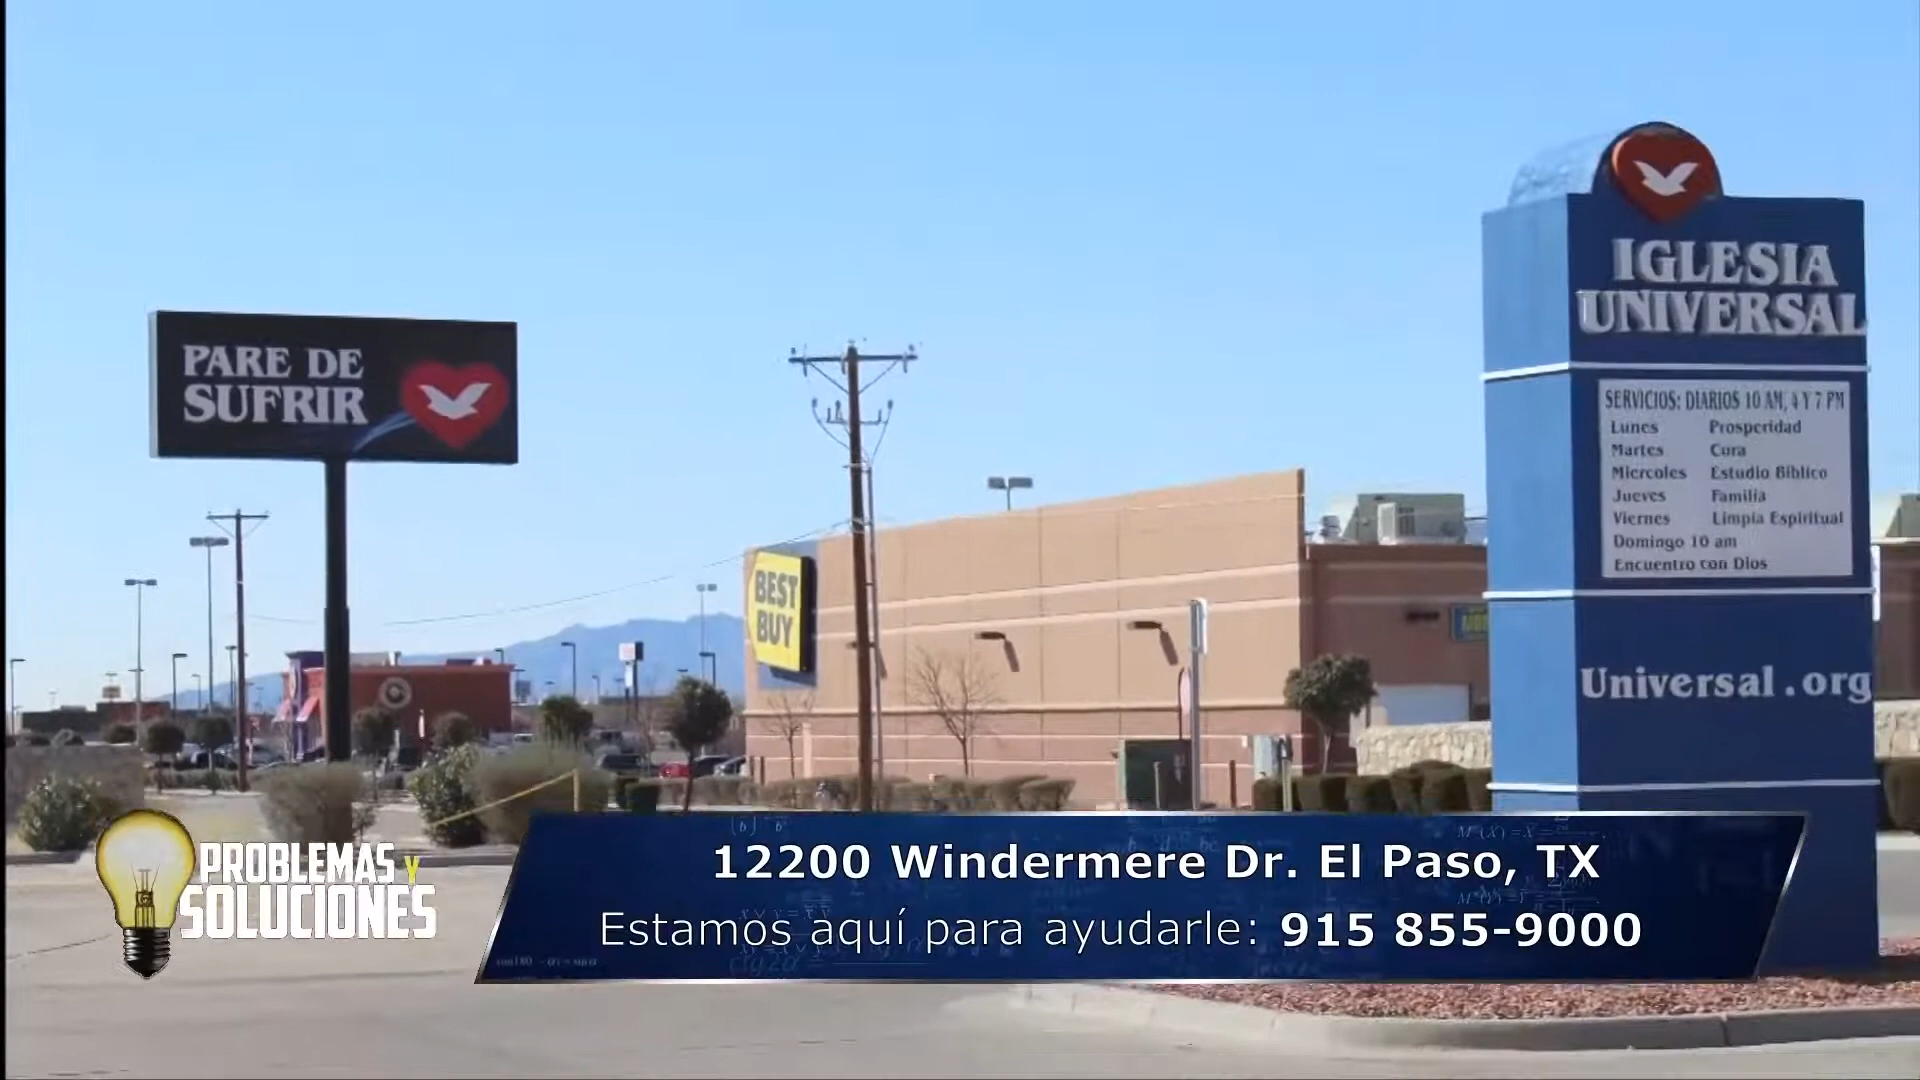 PARE DE
SUFRIR
BEST
BUY
IGLESIA
UNIVERSAL
SERVICIOS: DIARIOS 10 AM, 4 Y 7 PM
Lunes Prosperidad
Martes Cura
Miercoles Estudio Biblico
Jueves Familia
Viernes Limpia Espiritual
Domingo 10 am
Encuentro con Dios
Universal.org
PROBLEMAS Y
SOLUCIONES
12200 Windermere Dr. El Paso, TX
Estamos aquí para ayudarle: 915 855-9000